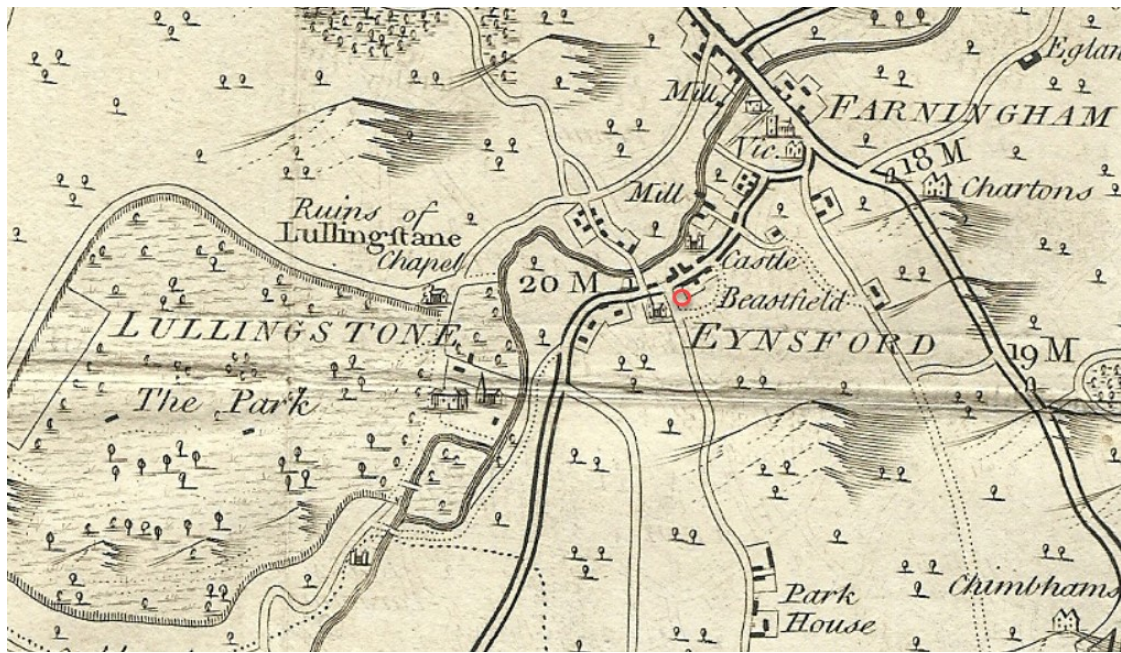 Eglan
Mill
FARNINGHAM
Vic.
18 M
Chartons
Mill
Ruins of
Lullingstane
Chapel
Castle
20 M
Beastfield
EYNSFORD
LULLINGSTONE
19 M
The Park
Chimbhams
Park
House